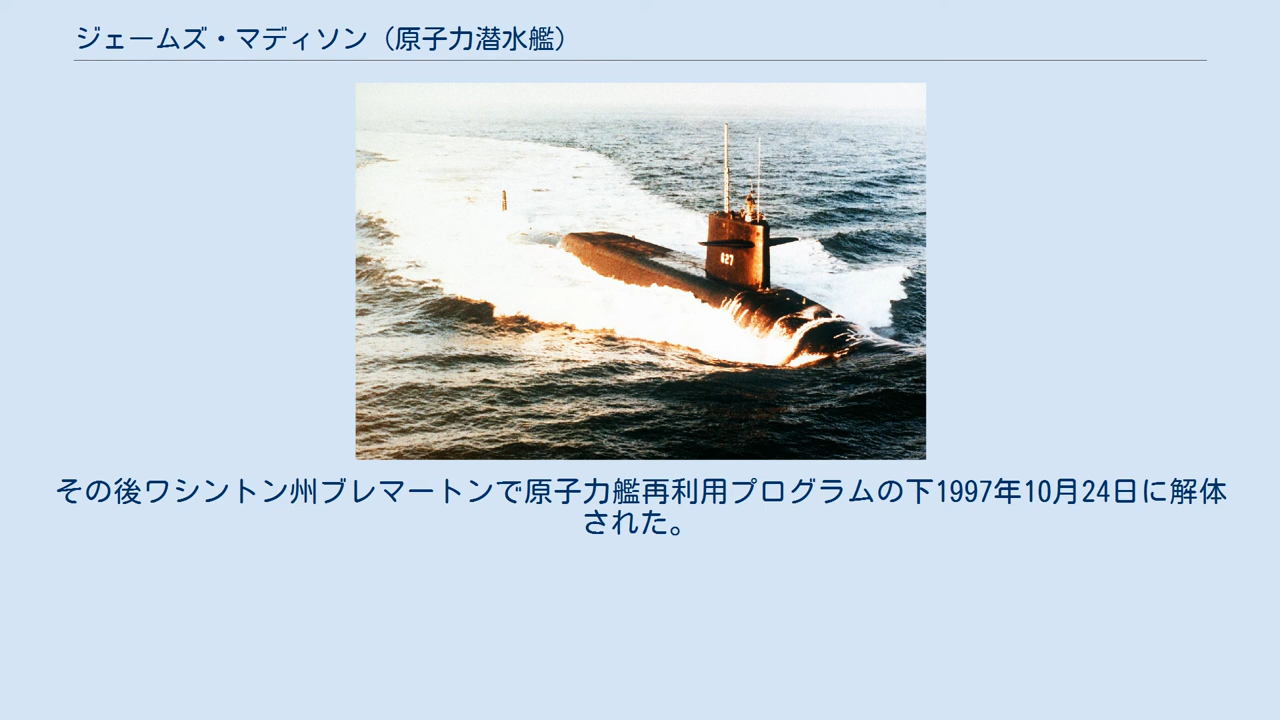 ジェームズ・マディソン（原子力潜水艦）
627
その後ワシントン州ブレマートンで原子力艦再利用プログラムの下1997年10月24日に解体
された。